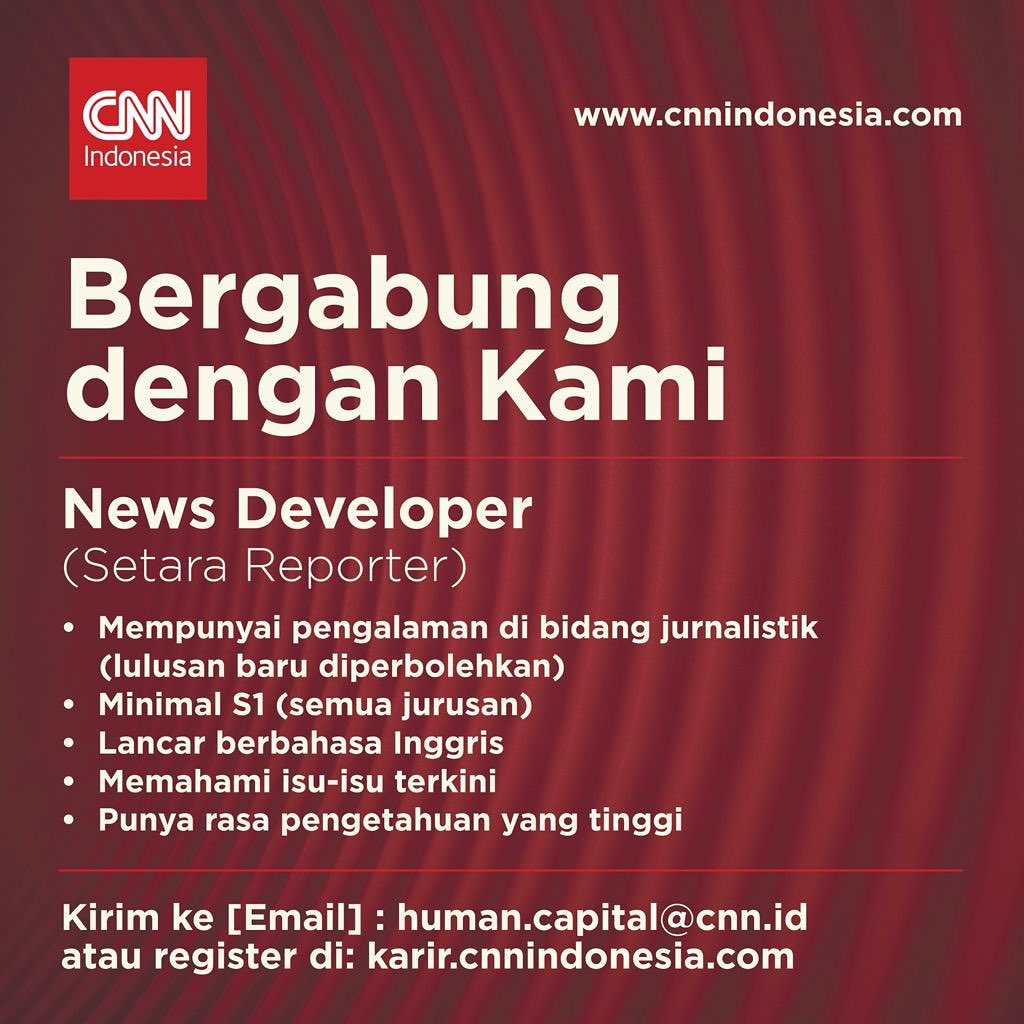 CNN
Indonesia
www.cnnindonesia.com
Bergabung
dengan Kami
News Developer
(Setara Reporter)
• Mempunyai pengalaman di bidang jurnalistik
(lulusan baru diperbolehkan)
• Minimal S1 (semua jurusan)
• Lancar berbahasa Inggris
• Memahami isu-isu terkini
• Punya rasa pengetahuan yang tinggi
Kirim ke [Email] : human.capital@cnn.id
atau register di: karir.cnnindonesia.com